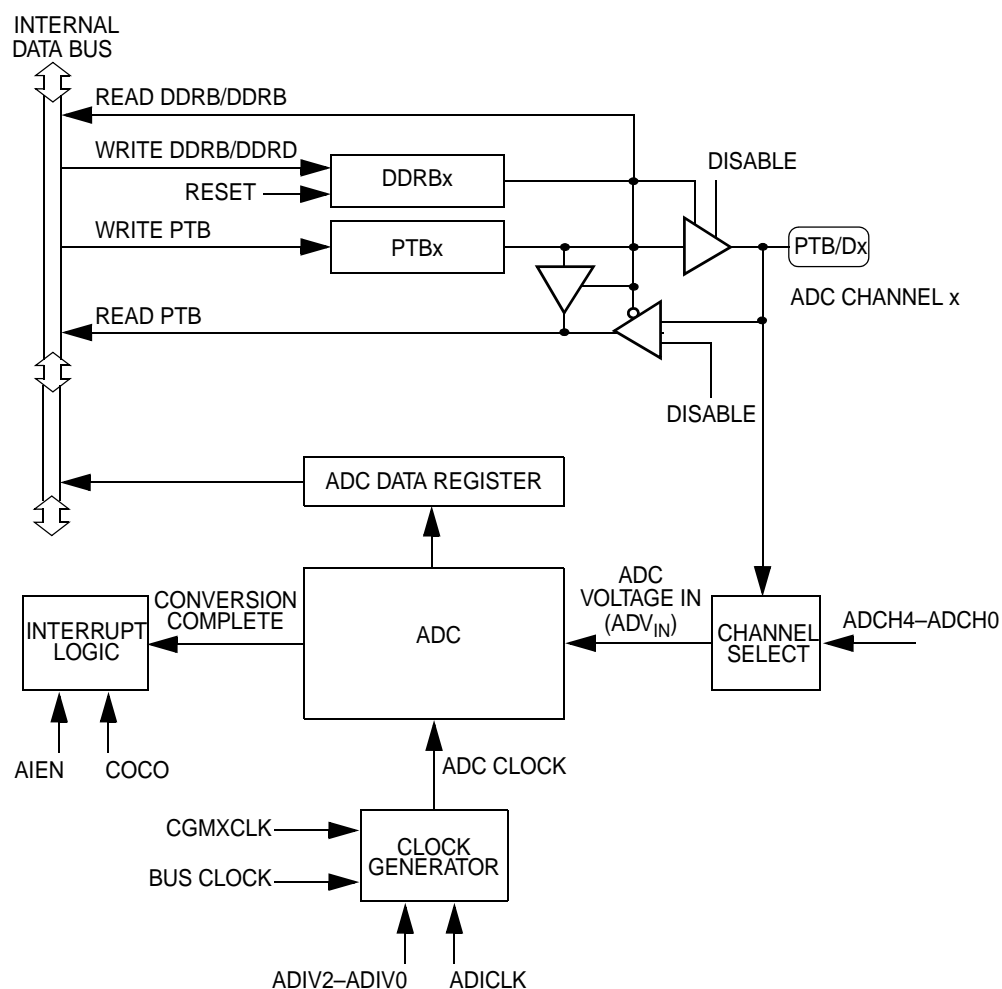 INTERNAL
DATA BUS
READ DDRB/DDRB
WRITE DDRB/DDRD
RESET
DDRBx
DISABLE
WRITE PTB
PTBx
PTB/Dx
ADC CHANNEL x
READ PTB
DISABLE
ADC DATA REGISTER
INTERRUPT
LOGIC
CONVERSION
COMPLETE
ADC
ADC
VOLTAGE IN
(ADVIN)
CHANNEL
SELECT
ADCH4–ADCH0
AIEN
COCO
ADC CLOCK
CGMXCLK
BUS CLOCK
CLOCK
GENERATOR
ADIV2–ADIV0
ADICLK